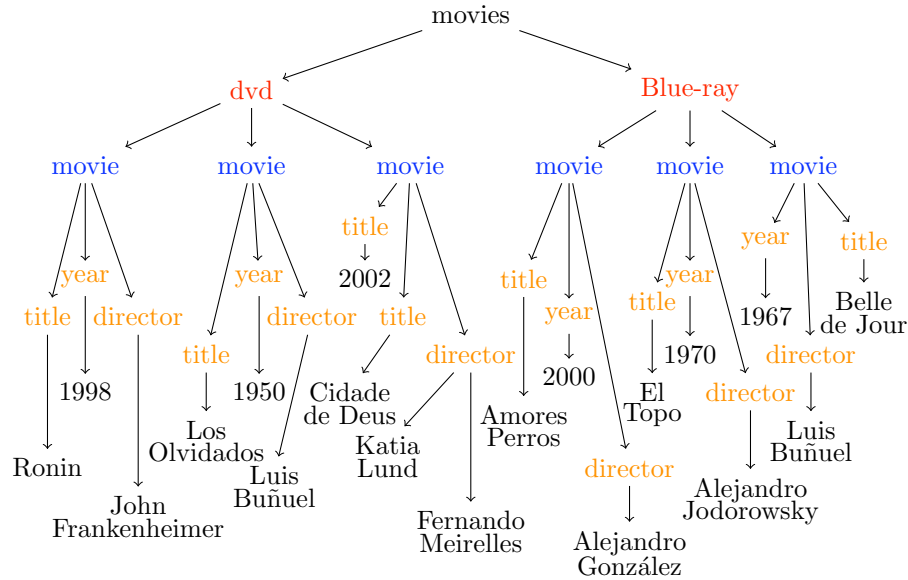 movies
dvd
Blue-ray
movie
movie
movie
movie
movie
movie
title
year
title
year
year
title
year
2002
title
Belle
de Jour
title
director
director
title
year
1967
title
director
1970
director
1998
1950
Cidade
de Deus
2000
El
Topo
director
Amores
Perros
Los
Olvidados
Katia
Lund
Luis
Buñuel
Ronin
Luis
Buñuel
director
Alejandro
Jodorowsky
John
Frankenheimer
Fernando
Meirelles
Alejandro
González